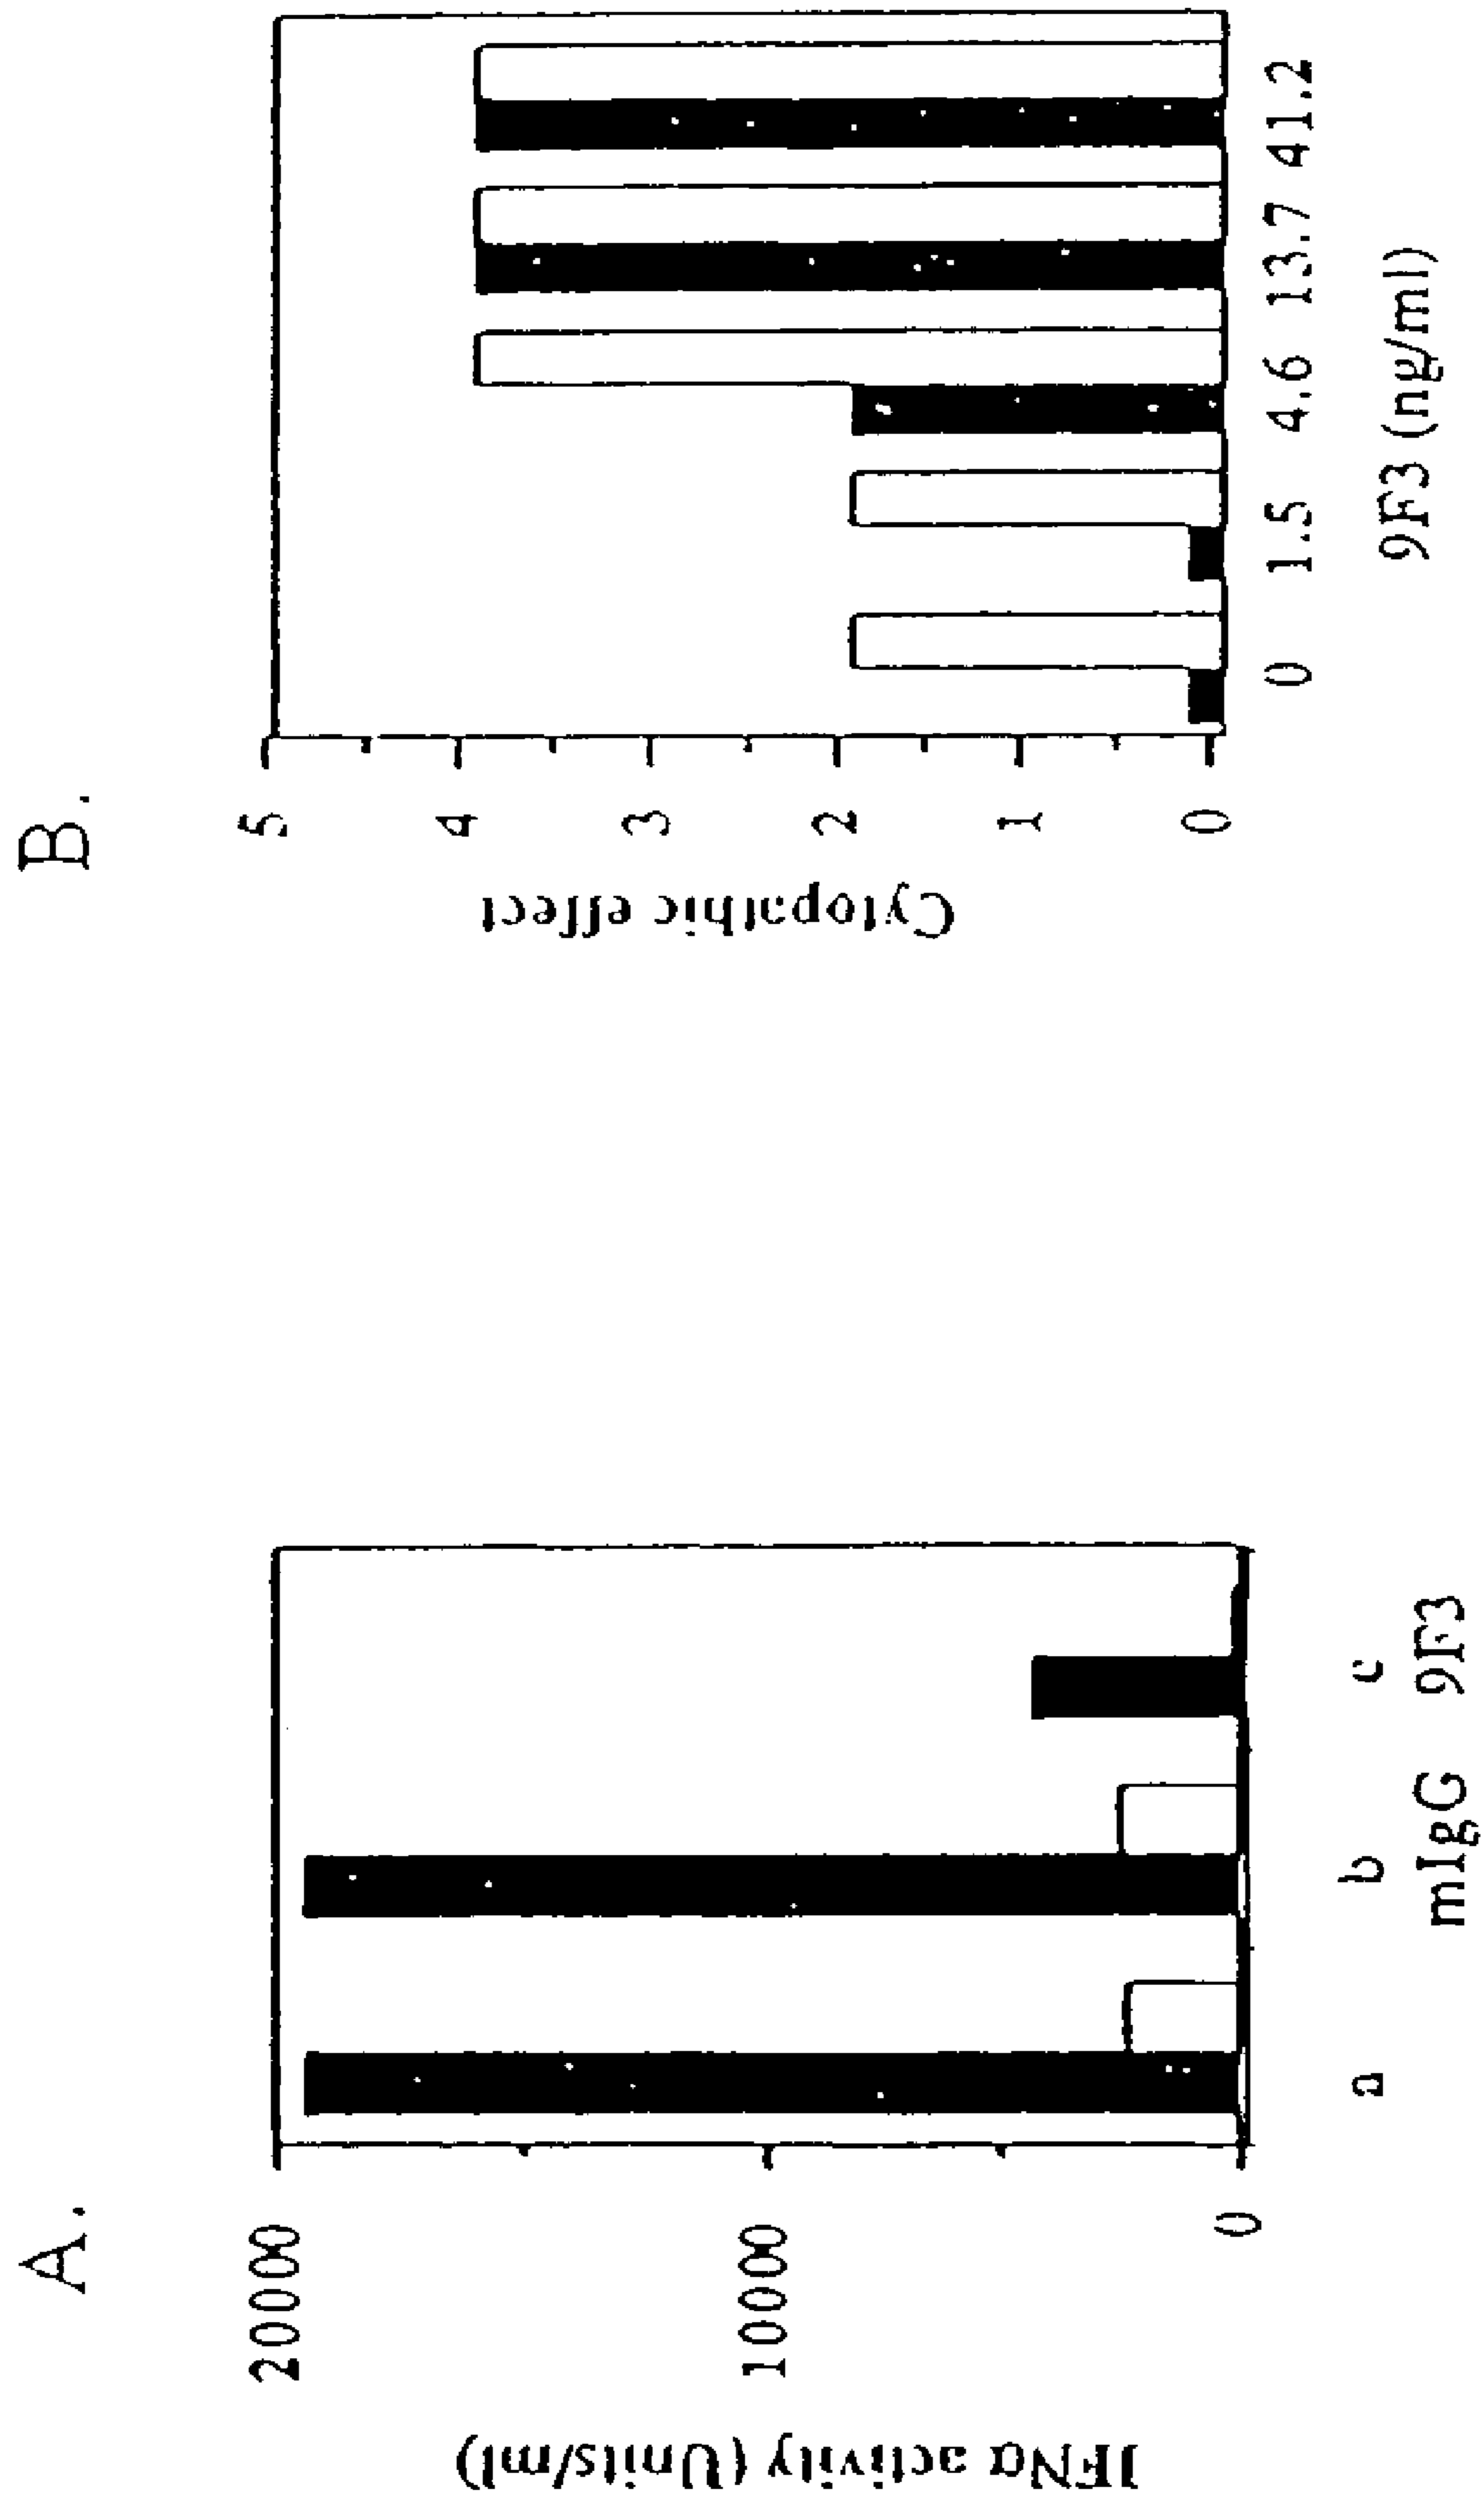 A.
IFNα activity (Units/ml)
20000
10000
0
a b c
mIgG 9F3
B.
Cytopathic effect
5
4
3
2
1
0
0 1.5 4.6 13.7 41.2
9F3 (ng/ml)